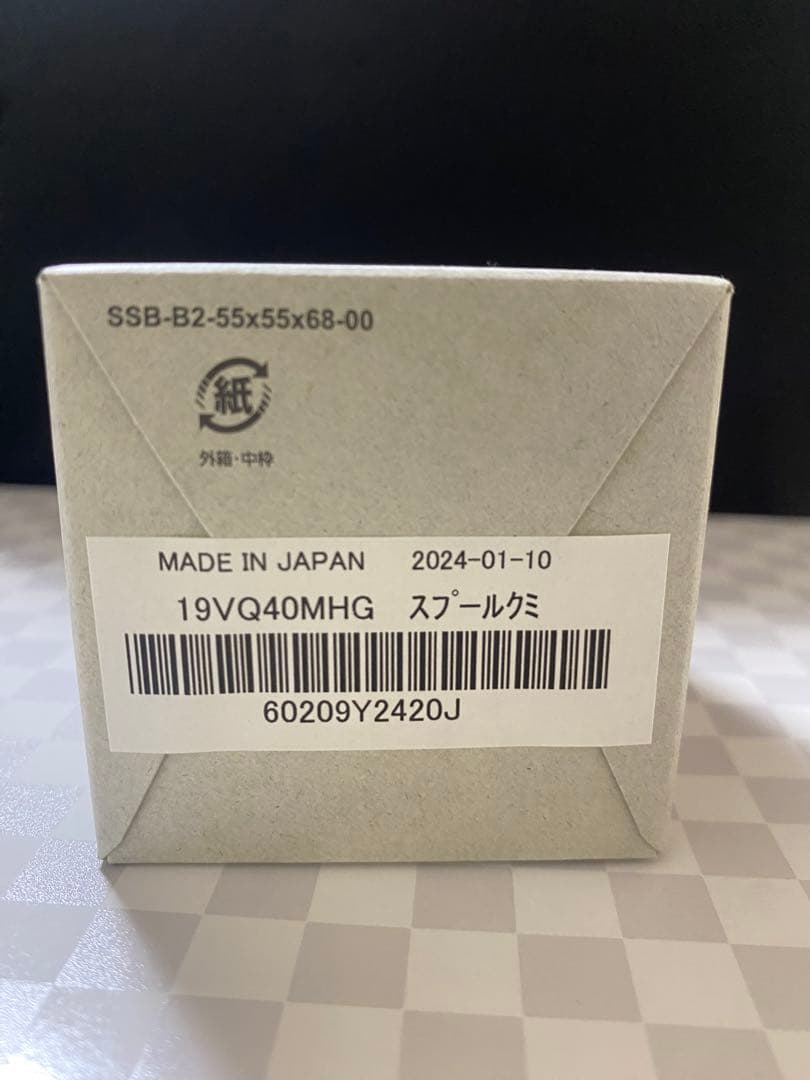 SSB-B2-55x55x68-00
紙
外箱・中枠
MADE IN JAPAN 2024-01-10
19VQ40MHG スプールクミ
60209Y2420J